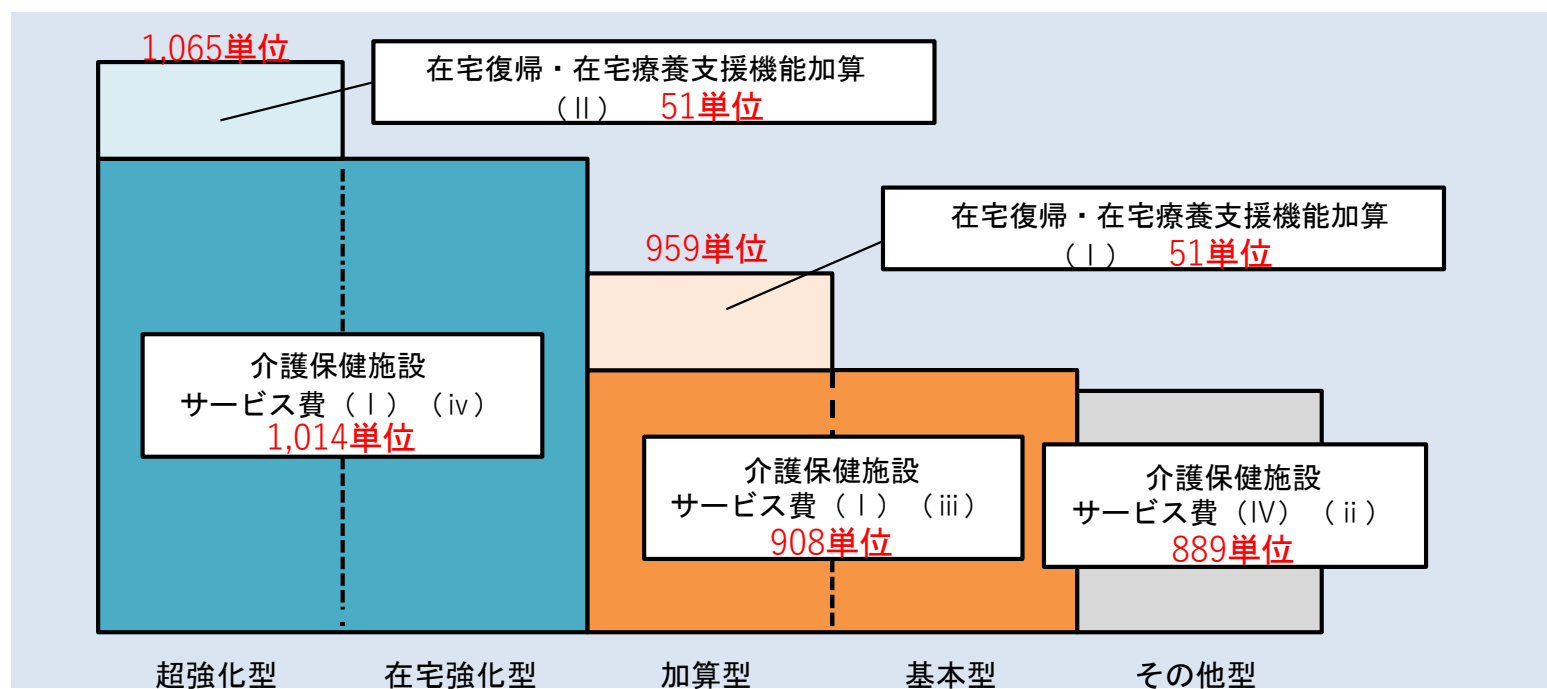 1,065単位
在宅復帰・在宅療養支援機能加算
（Ⅱ）　51単位
959単位
在宅復帰・在宅療養支援機能加算
（Ⅰ）　51単位
介護保健施設
サービス費（Ⅰ）（ⅳ）
1,014単位
介護保健施設
サービス費（Ⅰ）（ⅲ）
908単位
介護保健施設
サービス費（Ⅳ）（ⅱ）
889単位
超強化型
在宅強化型
加算型
基本型
その他型